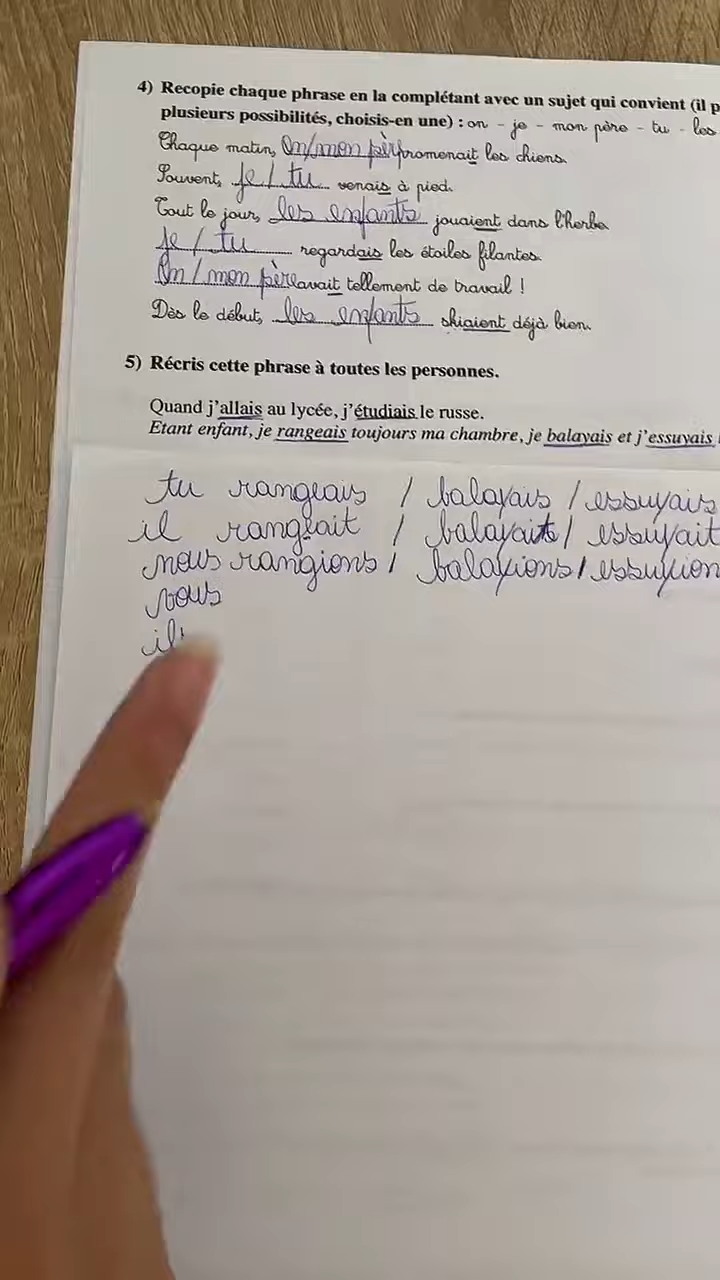 4) Recopie chaque phrase en la complétant avec un sujet qui convient (il p
plusieurs possibilités, choisis-en une) : on - je - mon père - tu - les
Chaque matin, On/mon père promenait les chiens.
Souvent, je / tu venais à pied.
Tout le jour, les enfants jouaient dans l'herbe.
je / tu regardais les étoiles filantes.
On / mon père avait tellement de travail !
Dès le début, les enfants skiaient déjà bien.
5) Récris cette phrase à toutes les personnes.
Quand j'allais au lycée, j'étudiais le russe.
Etant enfant, je rangeais toujours ma chambre, je balayais et j'essuyais
tu rangeais / balayais / essuyais
il rangeait / balayait / essuyait
nous rangions / balayions / essuyion
vous
ils